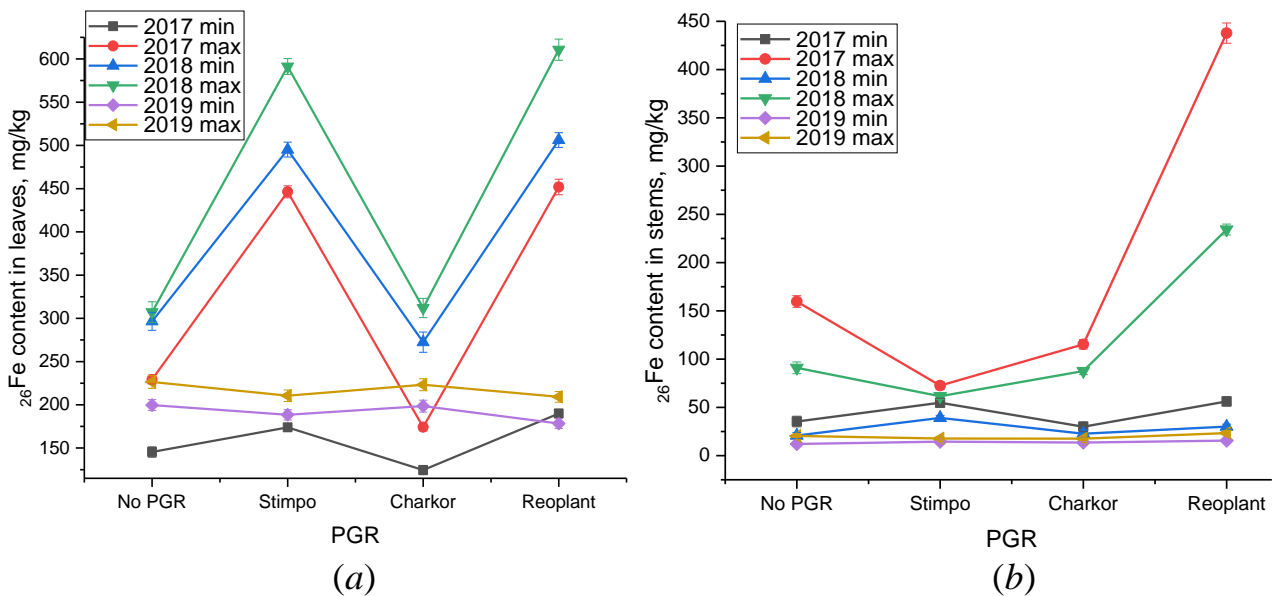 2017 min
2017 max
2018 min
2018 max
2019 min
2019 max
600
550
500
450
400
350
300
250
200
150
₂₆Fe content in leaves, mg/kg
No PGR Stimpo Charkor Reoplant
PGR
(a)
2017 min
2017 max
2018 min
2018 max
2019 min
2019 max
450
400
350
300
250
200
150
100
50
0
₂₆Fe content in stems, mg/kg
No PGR Stimpo Charkor Reoplant
PGR
(b)